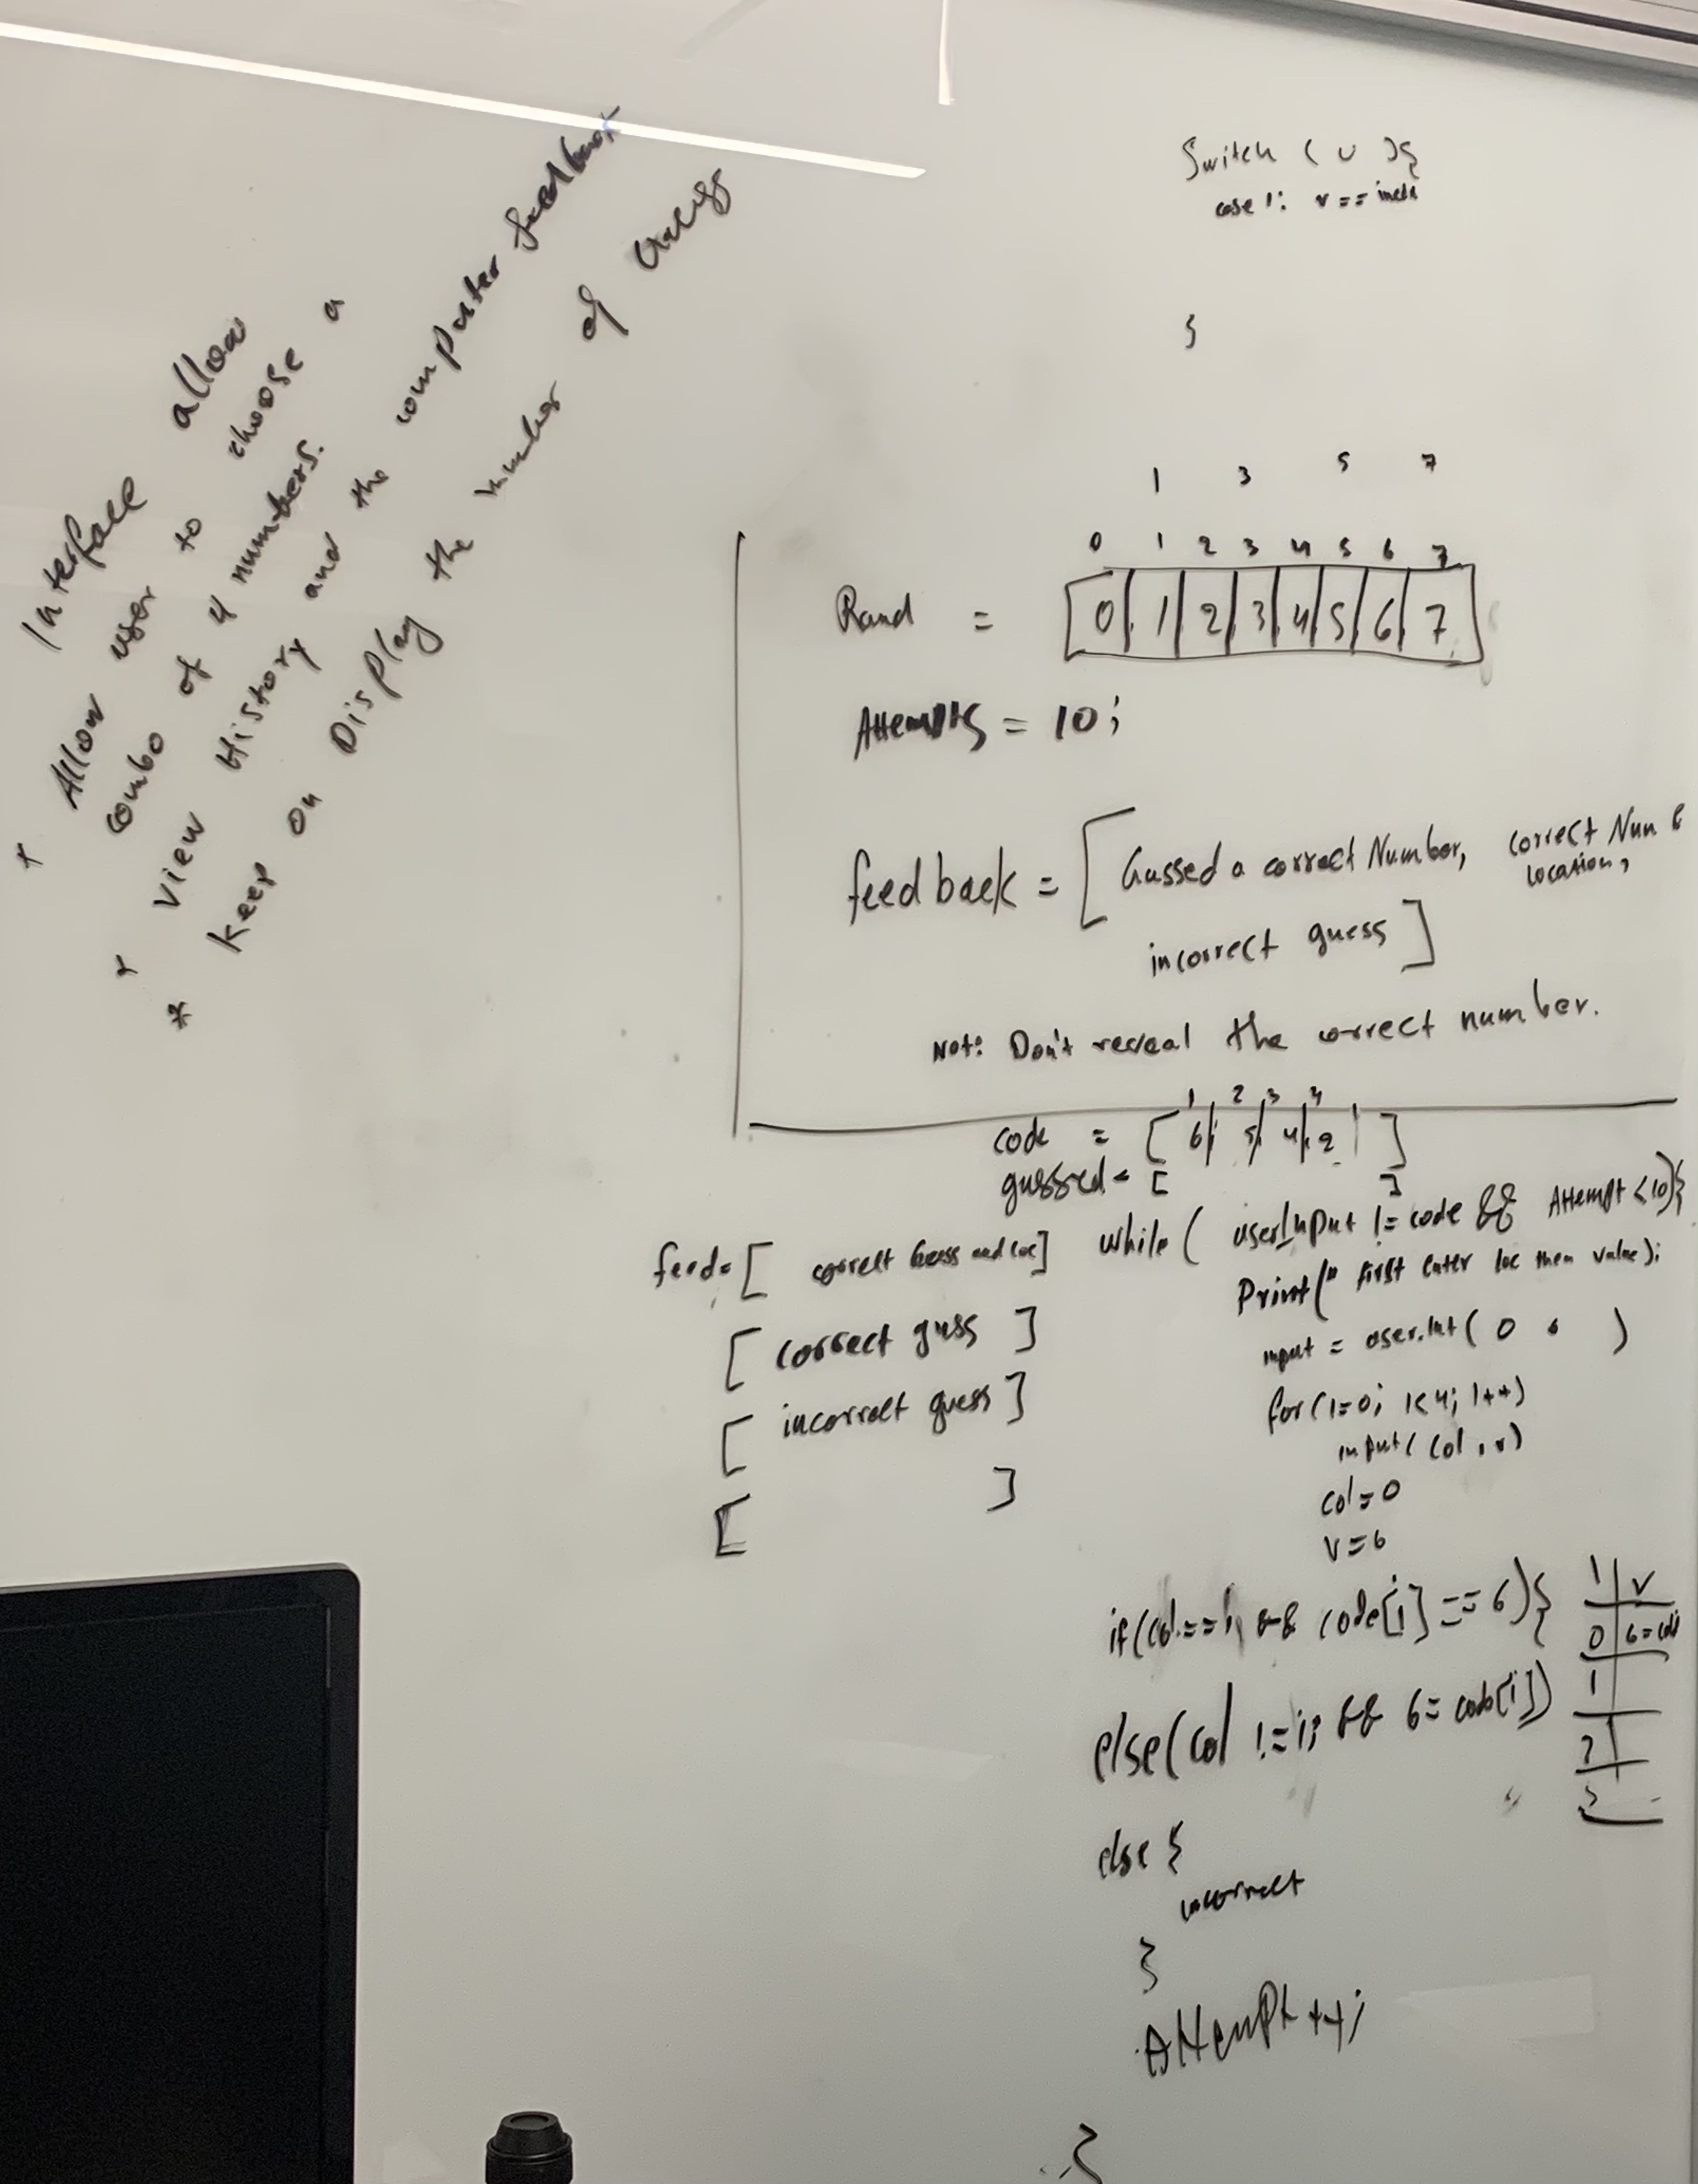 Interface allow
* Allow user to choose a
combo of 4 numbers.
* View History and the computer feedback
* keep on Display the number of
Switch ( v ){
case 1: v ==
}
1 3 5 7
0 1 2 3 4 5 6 7
Rand = [0|1|2|3|4|5|6|7]
Attempts = 10;
feedback = [Gussed a correct Number, correct Num &
location,
incorrect guess]
Not: Don't reveal the correct number.
1 2 3 4
code = [ 6| 5| 4| 2 | ]
gussed = [ ]
feed= [ correct Guess and loc]
[ correct guss ]
[ incorrect guess ]
[ ]
while ( userInput != code && Attempt <10){
Print(" First Enter loc then value);
input = user.Int( 0 )
for(i=0; i<4; i++)
input( col, v)
col=0
v=6
if(col==i, && code[i] == 6){
else(col !=i; && 6= code[i])
else {
incorrect
}
Attempt ++;
}
1 | v
0 | 6=
1
2
3